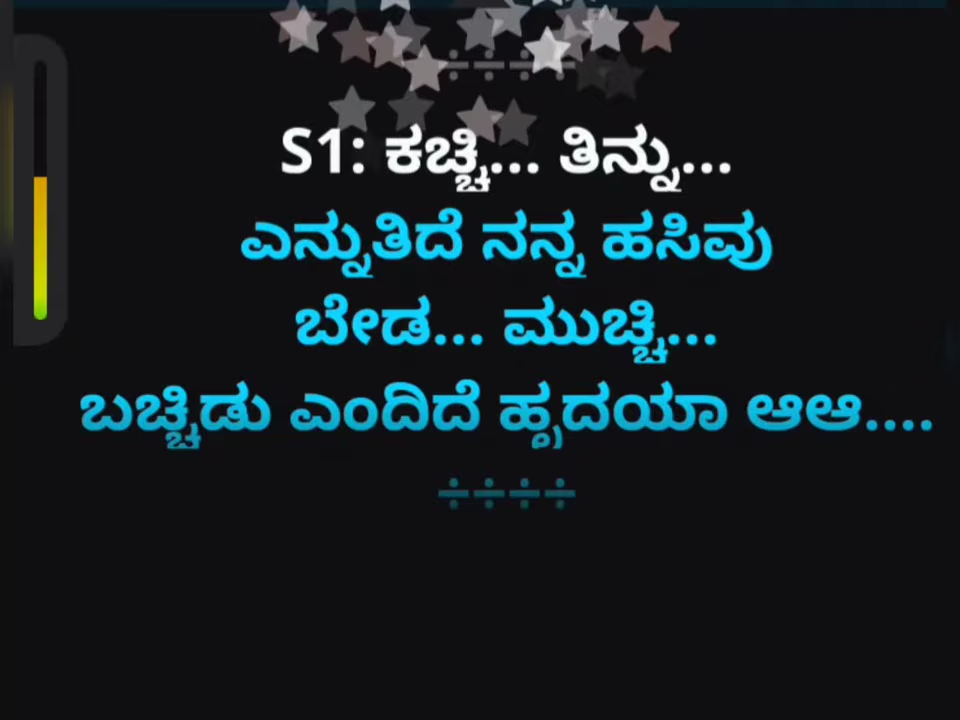 ÷÷÷÷
S1: ಕಚ್ಚಿ... ತಿನ್ನು...
ಎನ್ನುತಿದೆ ನನ್ನ ಹಸಿವು
ಬೇಡ... ಮುಚ್ಚಿ...
ಬಚ್ಚಿಡು ಎಂದಿದೆ ಹೃದಯಾ ಆಆ....
÷÷÷÷